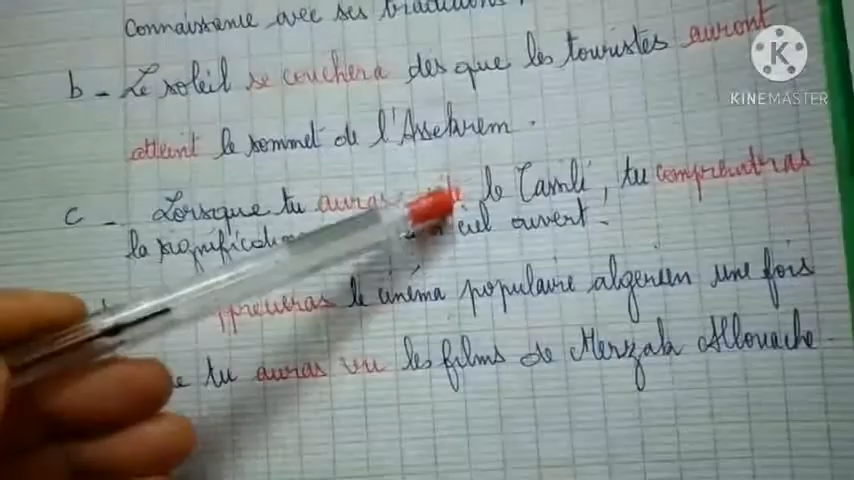 connaissance avec ses traditions.
b - Le soleil se couchera dès que les touristes auront
atteint le sommet de l'Assekrem.
c - Lorsque tu auras le Tassili, tu comprendras
la ciel ouvert.
le cinéma populaire algérien une fois
tu auras vu les films de Merzak Allouache.
KINEMASTER